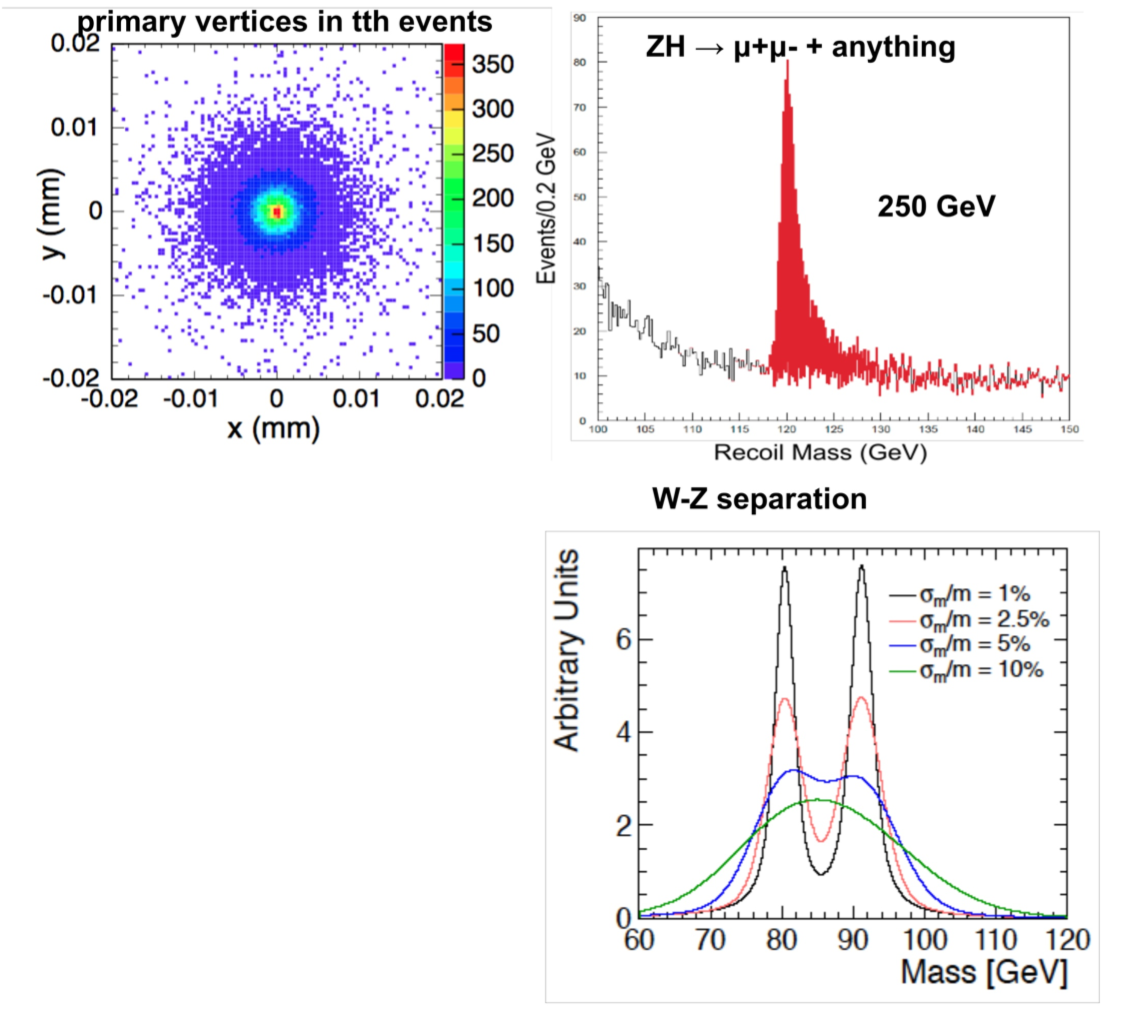 primary vertices in tth events
0.02
0.01
0
-0.01
-0.02
y (mm)
-0.02 -0.01 0 0.01 0.02
x (mm)
350
300
250
200
150
100
50
0
ZH → μ+μ- + anything
250 GeV
Events/0.2 GeV
90
80
70
60
50
40
30
20
10
0
100 105 110 115 120 125 130 135 140 145 150
Recoil Mass (GeV)
W-Z separation
Arbitrary Units
6
4
2
0
σm/m = 1%
σm/m = 2.5%
σm/m = 5%
σm/m = 10%
60 70 80 90 100 110 120
Mass [GeV]